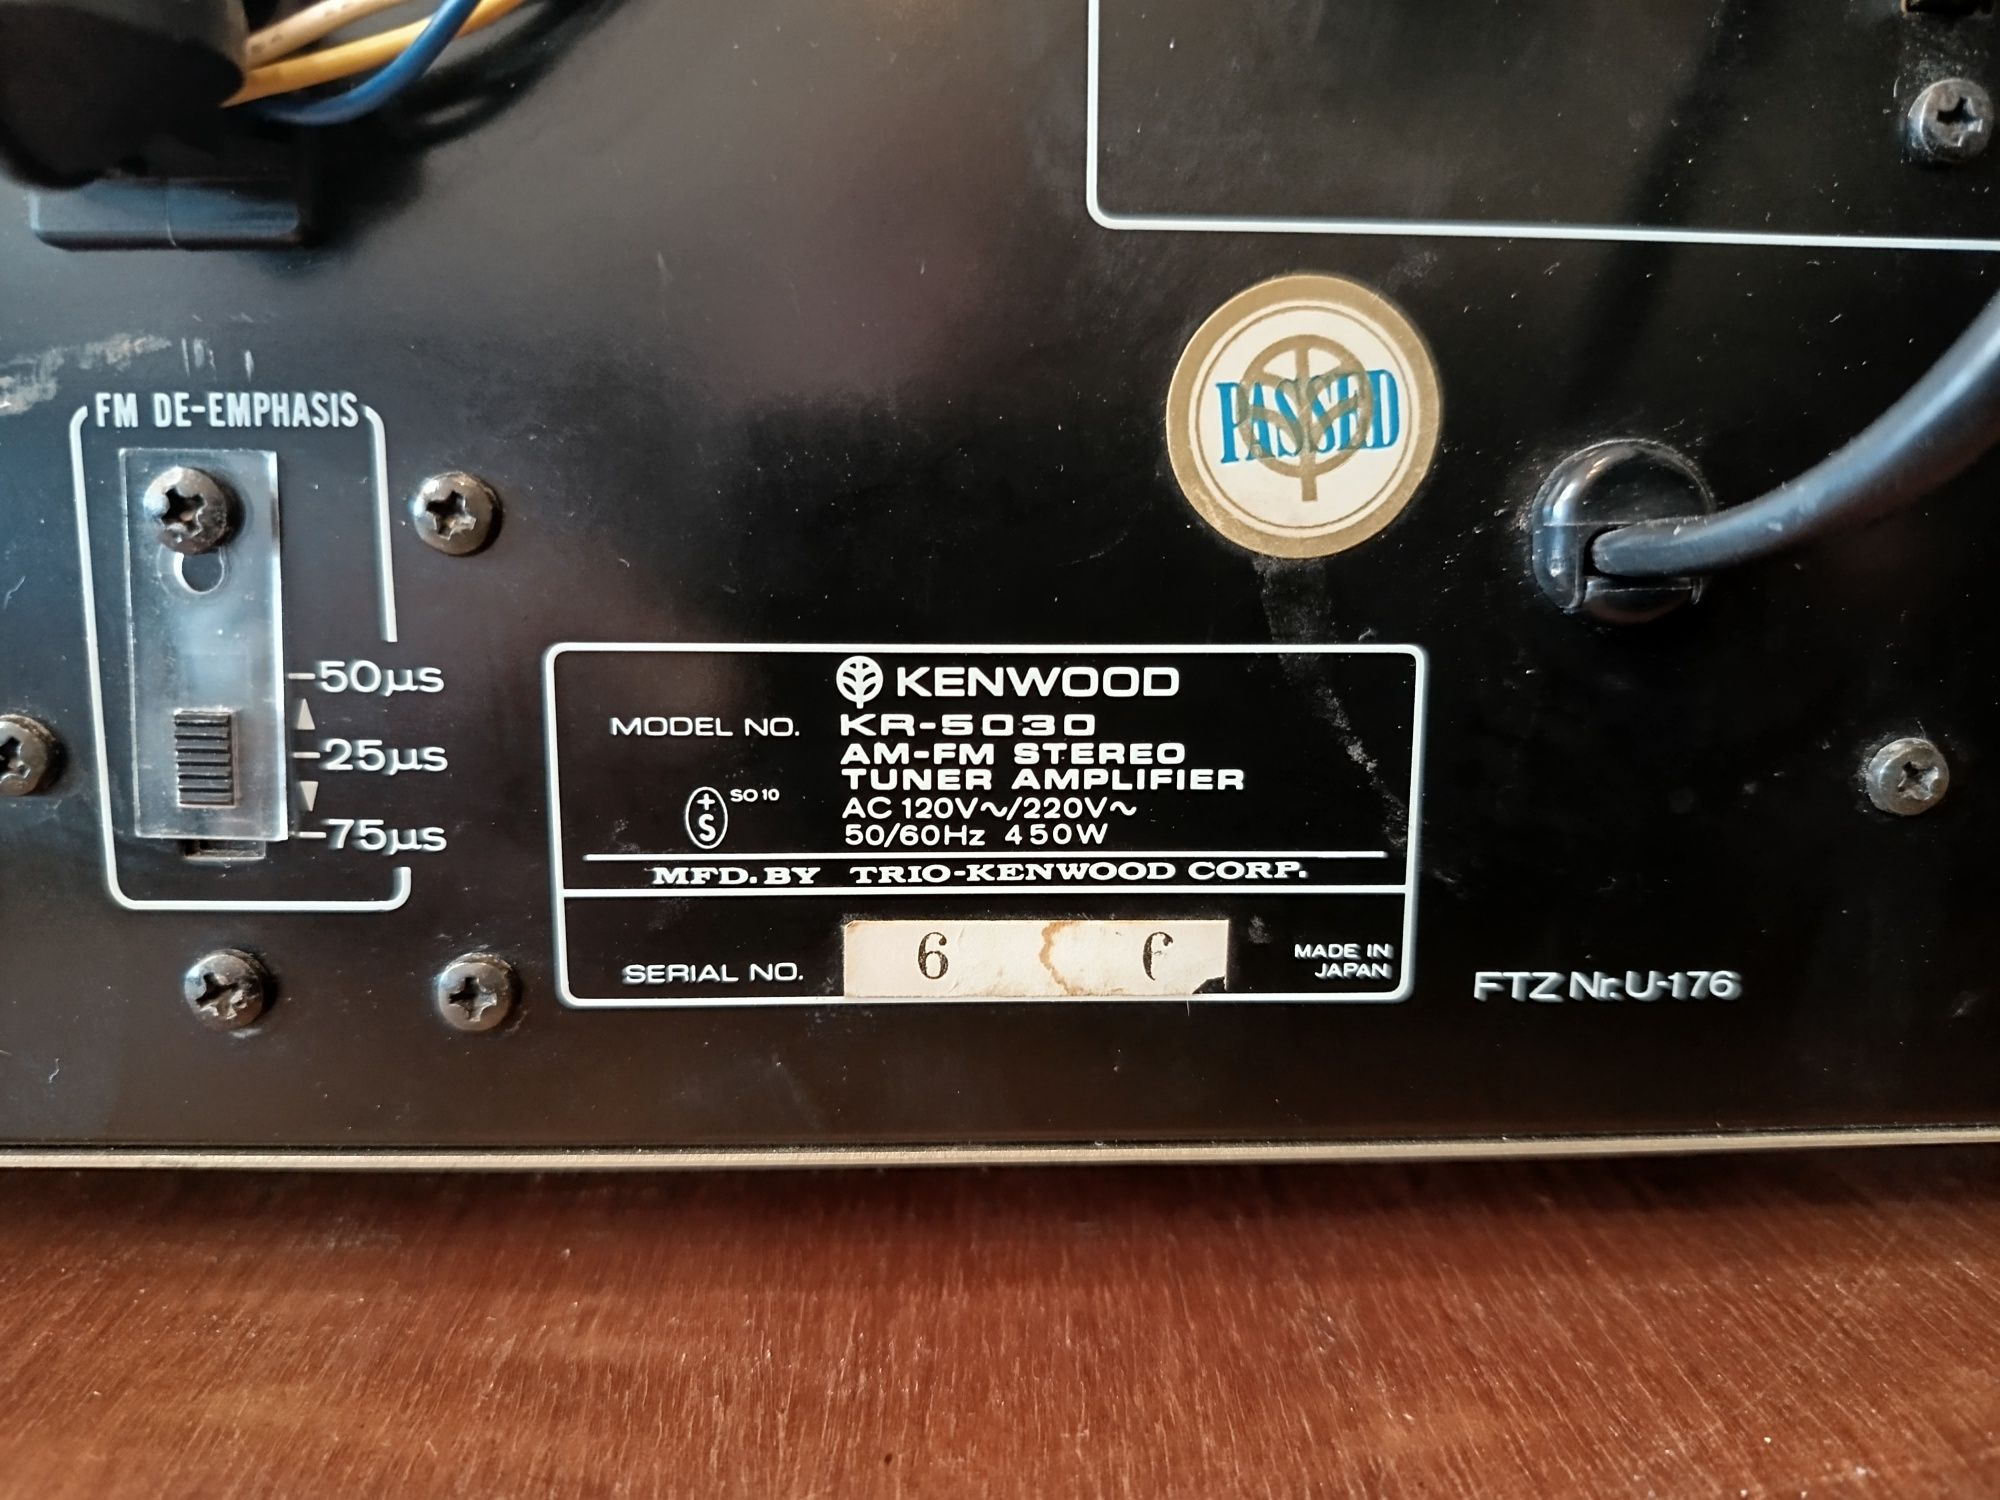 PASSED
FM DE-EMPHASIS
-50µs
-25µs
-75µs
KENWOOD
MODEL NO. KR-5030
AM-FM STEREO
TUNER AMPLIFIER
+S SO 10
AC 120V~/220V~
50/60Hz 450W
MFD. BY TRIO-KENWOOD CORP.
SERIAL NO. 6
MADE IN
JAPAN
FTZ Nr. U-176